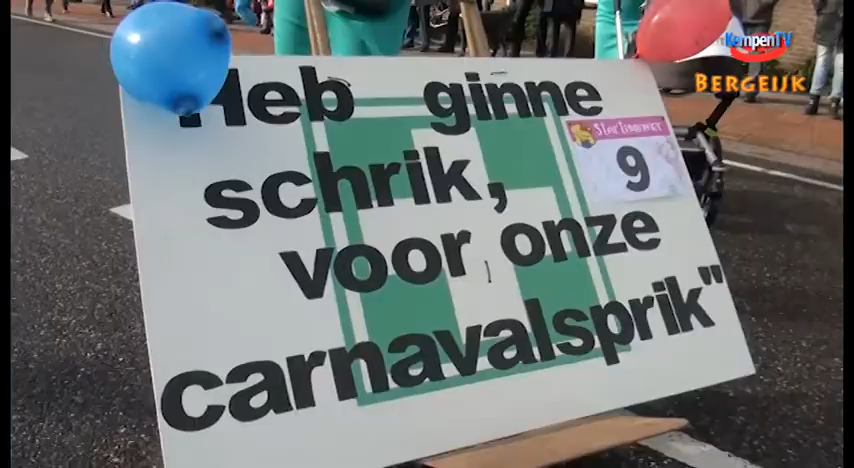 KempenTV
BERGEIJK
Heb ginne
schrik,
voor onze
carnavalsprik"
Startnummer
9